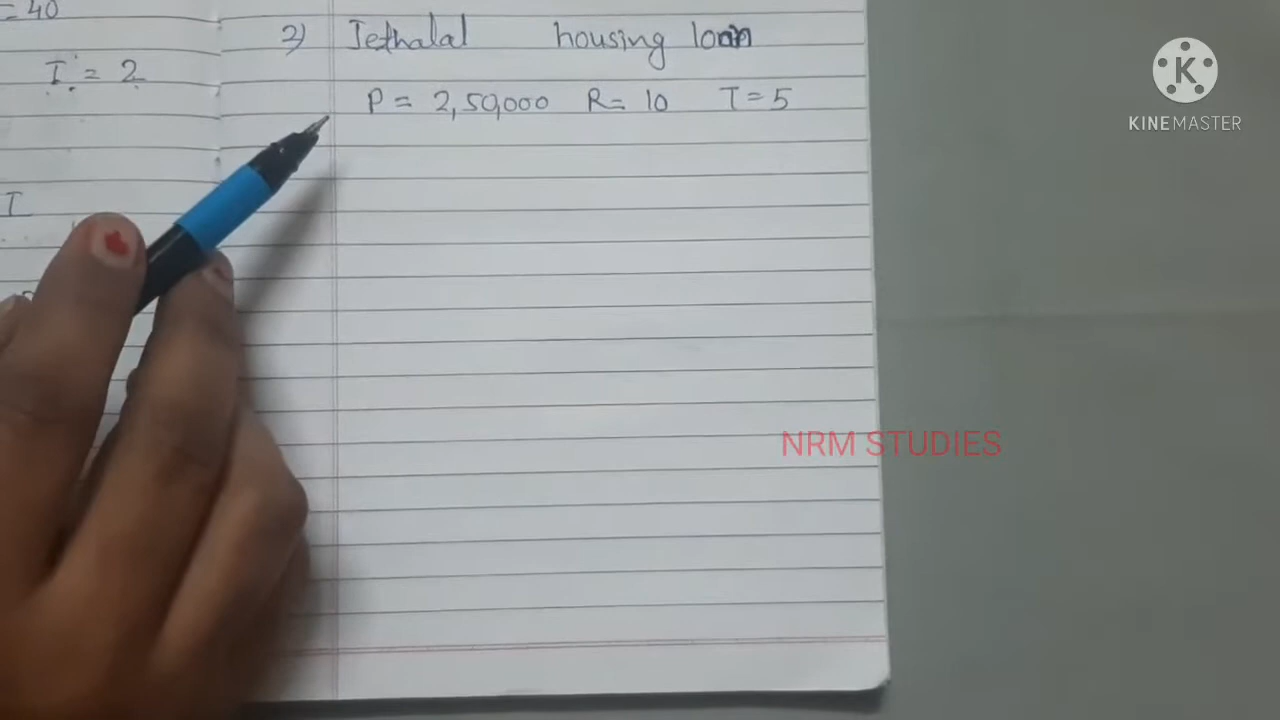 = 40
I = 2
I
2) Jethalal housing loan
P = 2,50,000 R = 10 T = 5
K
KINEMASTER
NRM STUDIES